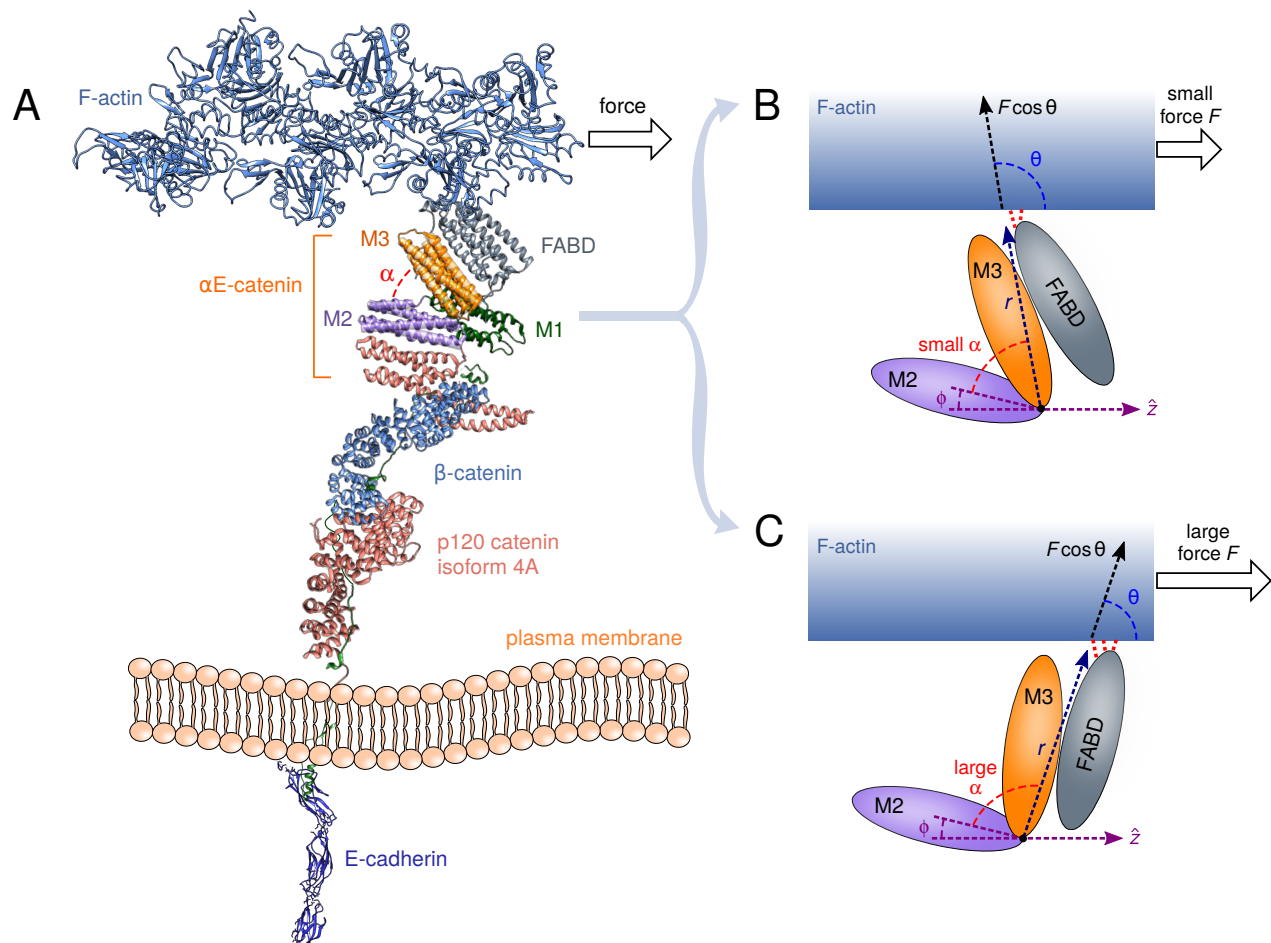 A
F-actin
force
M3
FABD
αE-catenin
α
M2
M1
β-catenin
p120 catenin
isoform 4A
plasma membrane
E-cadherin
B
F-actin
F cos θ
small
force F
θ
M3
r
FABD
small α
M2
ϕ
ẑ
C
F-actin
F cos θ
large
force F
θ
M3
r
FABD
large
α
M2
ϕ
ẑ